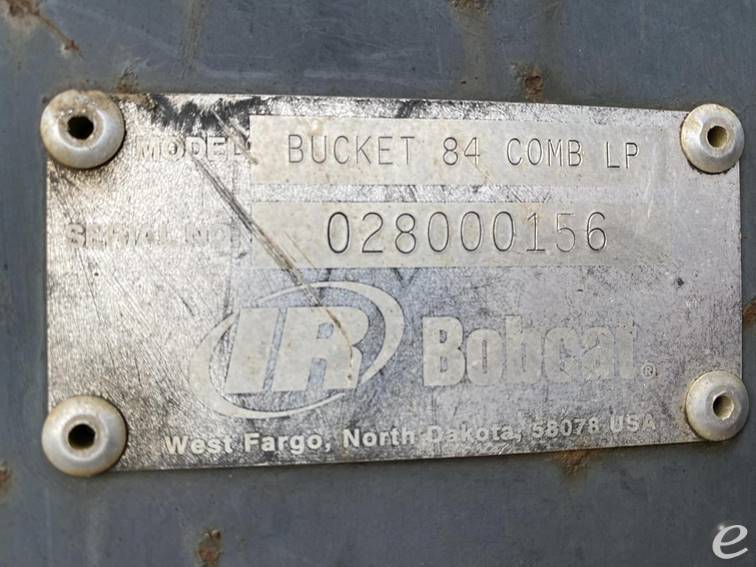 MODEL BUCKET 84 COMB LP
SERIAL NO. 028000156
IR Bobcat®
West Fargo, North Dakota, 58078 USA
e